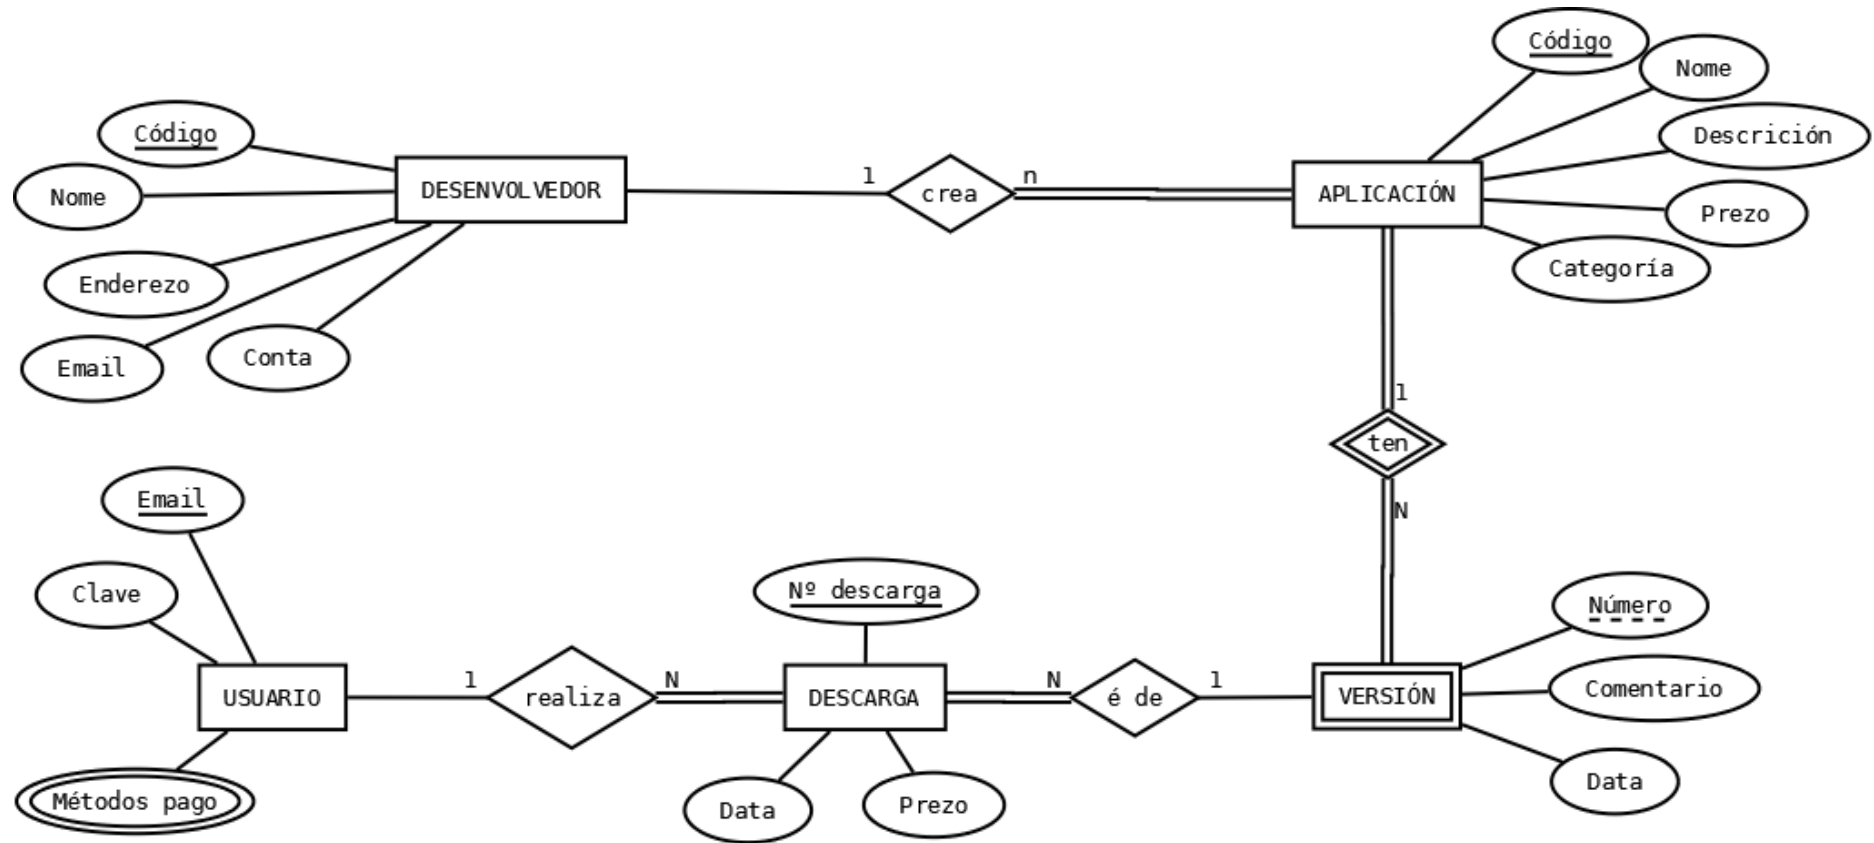 Código
Nome
Código
Descrición
Nome
DESENVOLVEDOR
1
crea
n
APLICACIÓN
Prezo
Enderezo
Categoría
Email
Conta
1
ten
N
Email
Clave
Nº descarga
Número
USUARIO
1
realiza
N
DESCARGA
N
é de
1
VERSIÓN
Comentario
Métodos pago
Data
Prezo
Data